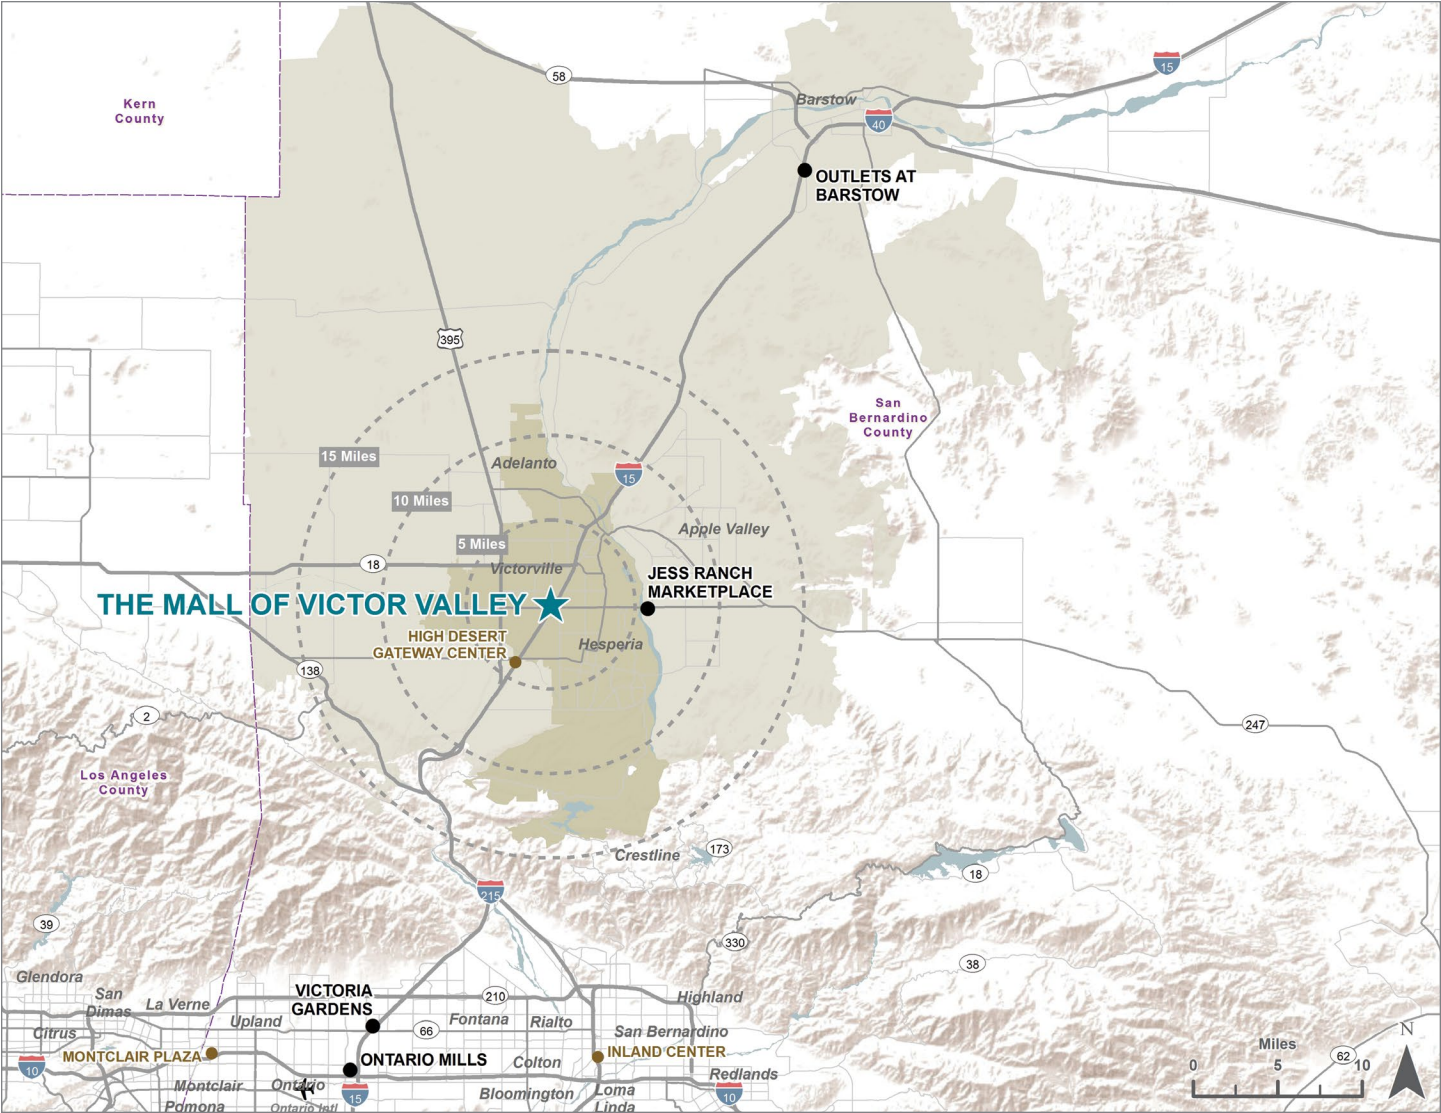 58
15
Kern
County
Barstow
40
OUTLETS AT
BARSTOW
395
San
Bernardino
County
15 Miles
Adelanto
15
10 Miles
Apple Valley
5 Miles
18
Victorville
JESS RANCH
MARKETPLACE
THE MALL OF VICTOR VALLEY
HIGH DESERT
GATEWAY CENTER
Hesperia
138
2
247
Los Angeles
County
Crestline
173
18
215
39
330
38
Glendora
San
Dimas
La Verne
VICTORIA
GARDENS
210
Highland
Citrus
Upland
66
Fontana
Rialto
San Bernardino
N
MONTCLAIR PLAZA
ONTARIO MILLS
INLAND CENTER
Miles
62
10
Colton
Redlands
0
5
10
Montclair
Ontario
15
Bloomington
Loma
Linda
10
Pomona
Ontario Intl